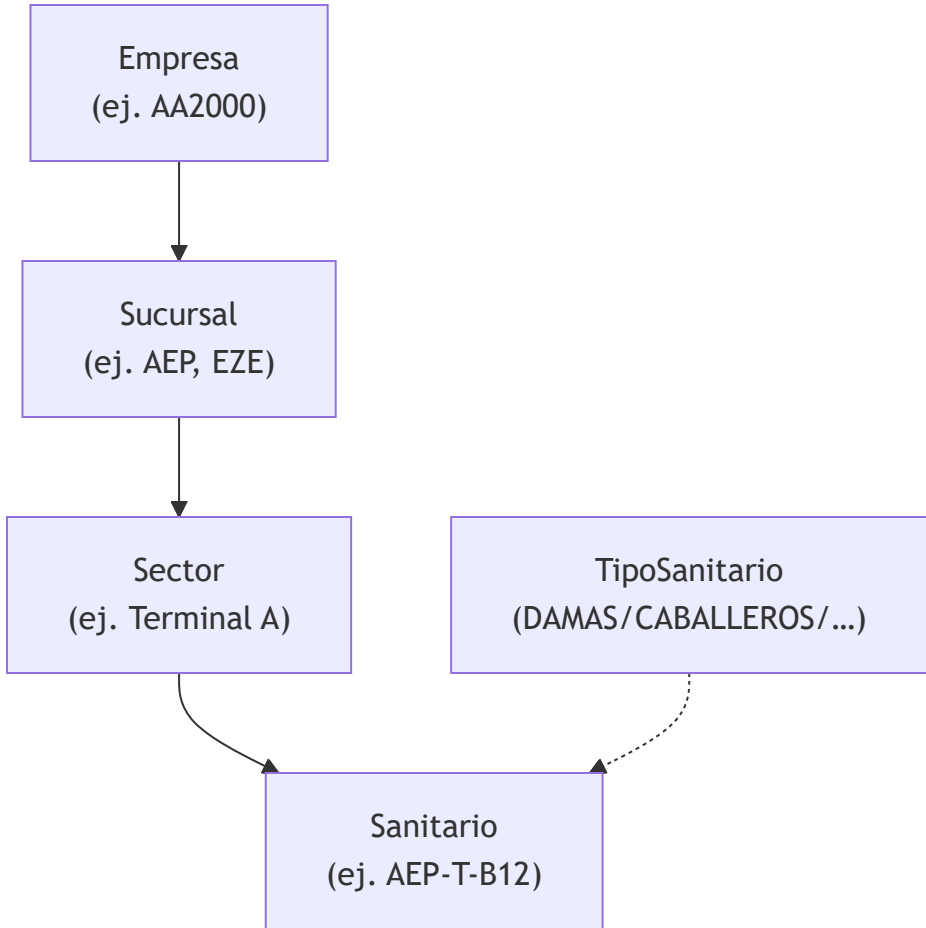 Empresa
(ej. AA2000)
Sucursal
(ej. AEP, EZE)
Sector
(ej. Terminal A)
TipoSanitario
(DAMAS/CABALLEROS/…)
Sanitario
(ej. AEP-T-B12)